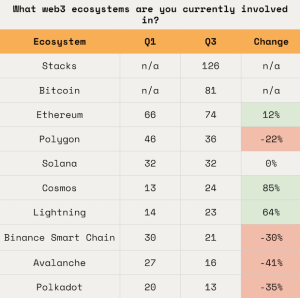 What web3 ecosystems are you currently involved
in?
Ecosystem Q1 Q3 Change
Stacks n/a 126 n/a
Bitcoin n/a 81 n/a
Ethereum 66 74 12%
Polygon 46 36 -22%
Solana 32 32 0%
Cosmos 13 24 85%
Lightning 14 23 64%
Binance Smart Chain 30 21 -30%
Avalanche 27 16 -41%
Polkadot 20 13 -35%